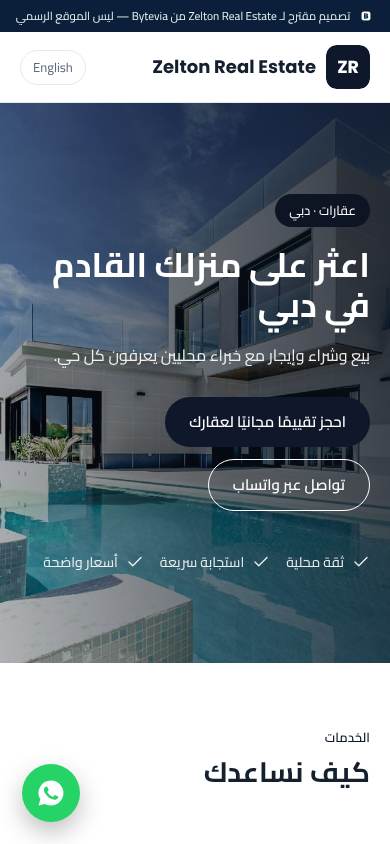 تصميم مقترح لـ Zelton Real Estate من Bytevia — ليس الموقع الرسمي
ZR
Zelton Real Estate
English
عقارات · دبي
اعثر على منزلك القادم
في دبي
بيع وشراء وإيجار مع خبراء محليين يعرفون كل حي.
احجز تقييمًا مجانيًا لعقارك
تواصل عبر واتساب
ثقة محلية
استجابة سريعة
أسعار واضحة
الخدمات
كيف نساعدك